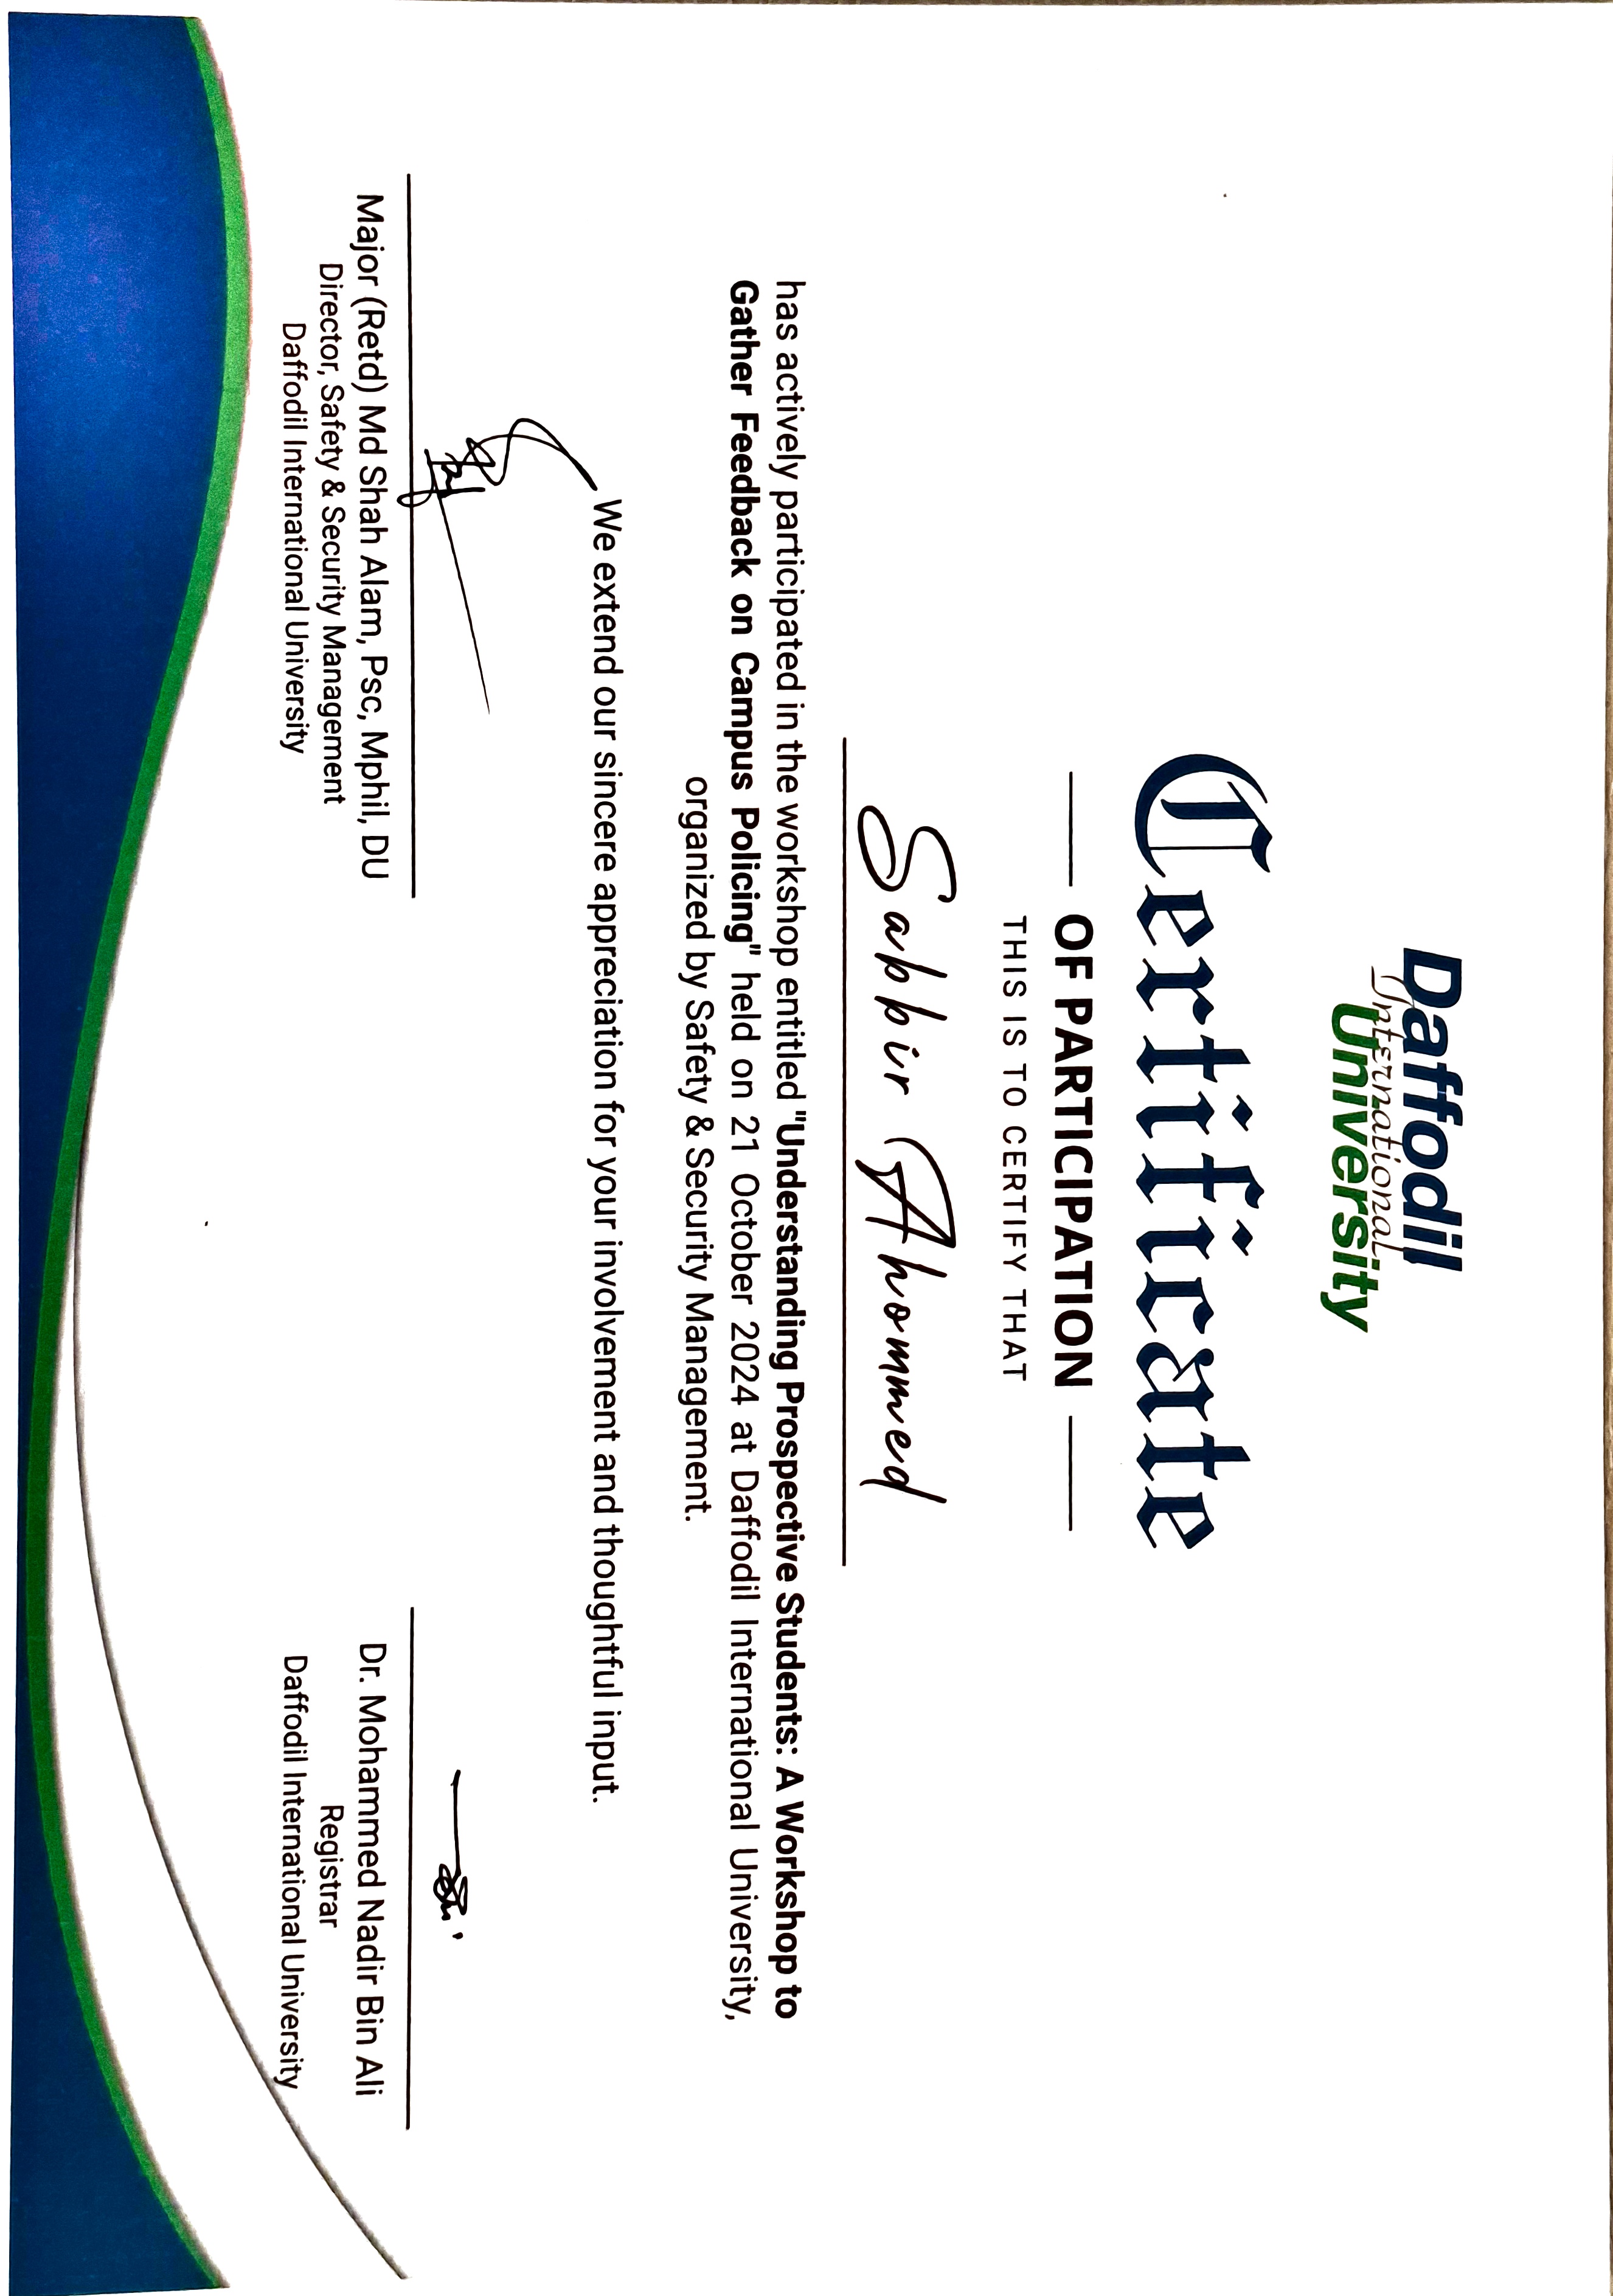 Daffodil
International
University
Certificate
OF PARTICIPATION
THIS IS TO CERTIFY THAT
Sabbir Ahommed
has actively participated in the workshop entitled "Understanding Prospective Students: A Workshop to
Gather Feedback on Campus Policing" held on 21 October 2024 at Daffodil International University,
organized by Safety & Security Management.
We extend our sincere appreciation for your involvement and thoughtful input.
Major (Retd) Md Shah Alam, Psc, Mphil, DU
Director, Safety & Security Management
Daffodil International University
Dr. Mohammed Nadir Bin Ali
Registrar
Daffodil International University